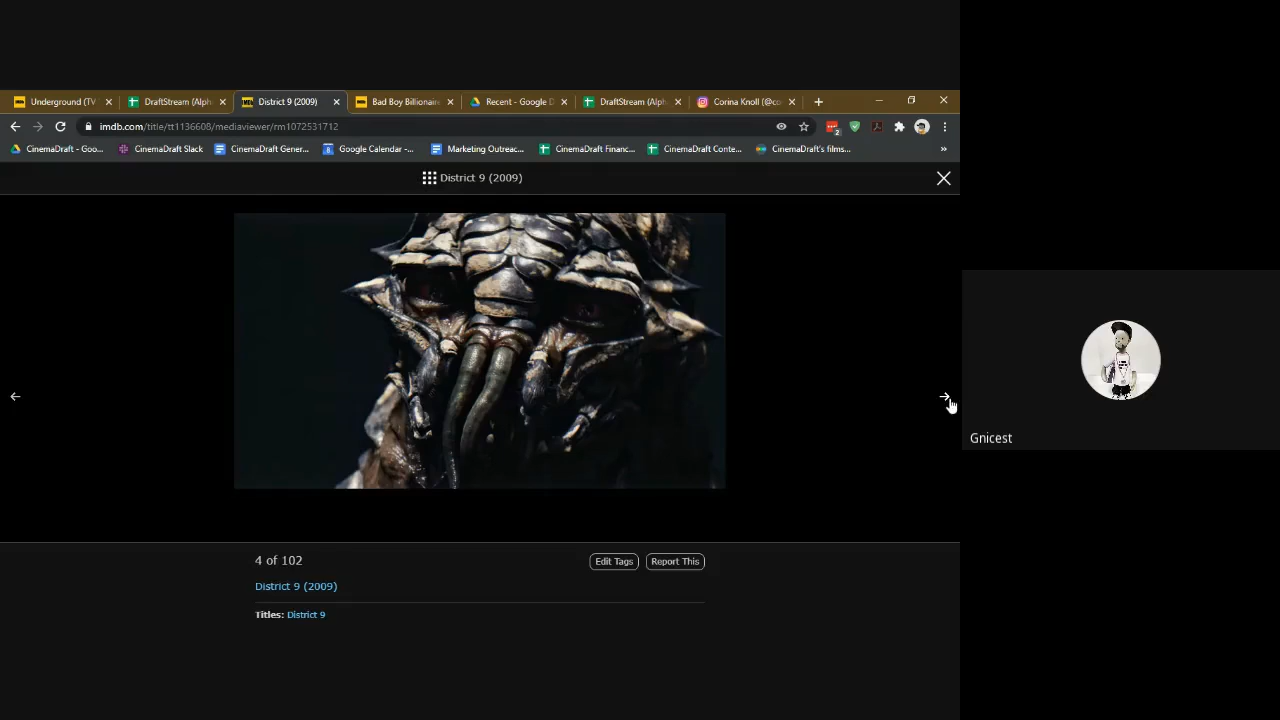 Underground (TV
DraftStream (Alph
District 9 (2009)
Bad Boy Billionaire
Recent - Google D
DraftStream (Alph
Corina Knoll (@co
imdb.com/title/tt1136608/mediaviewer/rm1072531712
2
CinemaDraft - Goo...
CinemaDraft Slack
CinemaDraft Gener...
Google Calendar -...
Marketing Outreac...
CinemaDraft Financ...
CinemaDraft Conte...
CinemaDraft's films...
District 9 (2009)
Gnicest
4 of 102
Edit Tags
Report This
District 9 (2009)
Titles: District 9